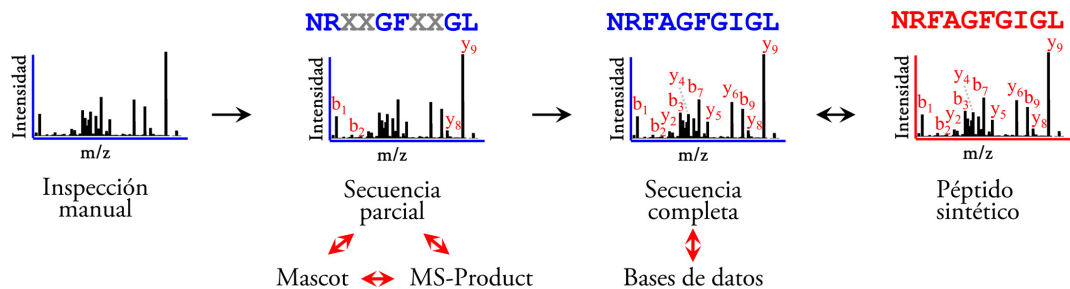 NRXXGFXXGL
NRFAGFGIGL
NRFAGFGIGL
Intensidad
m/z
Intensidad
b1
b2
y8
y9
m/z
Intensidad
b1
b2
y2
b3
y4
b7
y5
y6
b9
y8
y9
m/z
Intensidad
b1
b2
y2
b3
y4
b7
y5
y6
b9
y8
y9
m/z
Inspección
manual
Secuencia
parcial
Secuencia
completa
Péptido
sintético
Mascot
MS-Product
Bases de datos